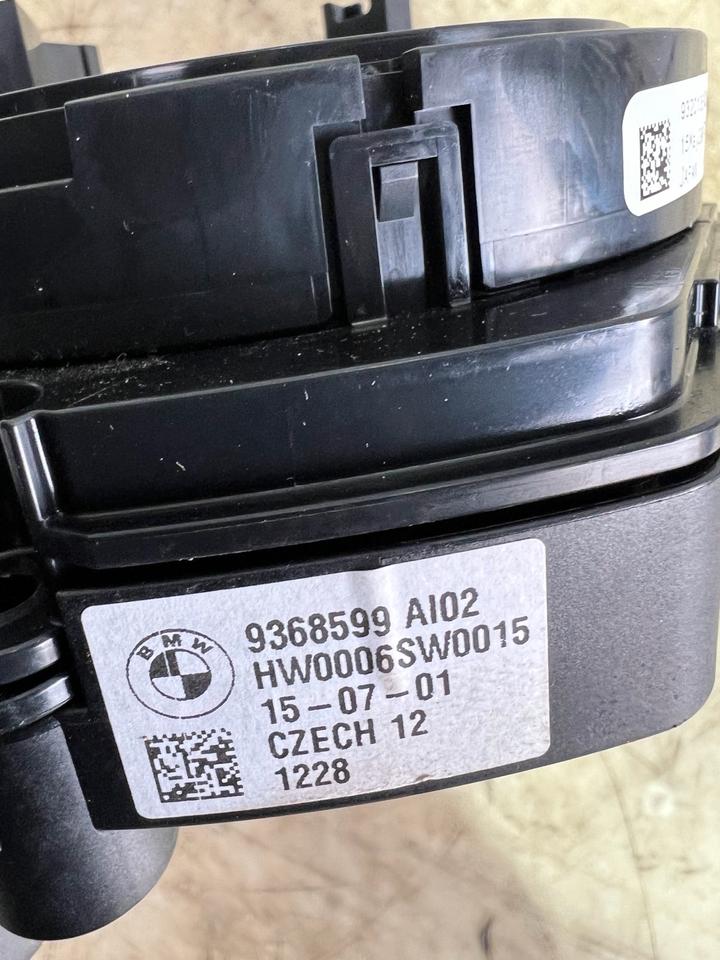 BMW
9368599 AI02
HW0006SW0015
15-07-01
CZECH 12
1228